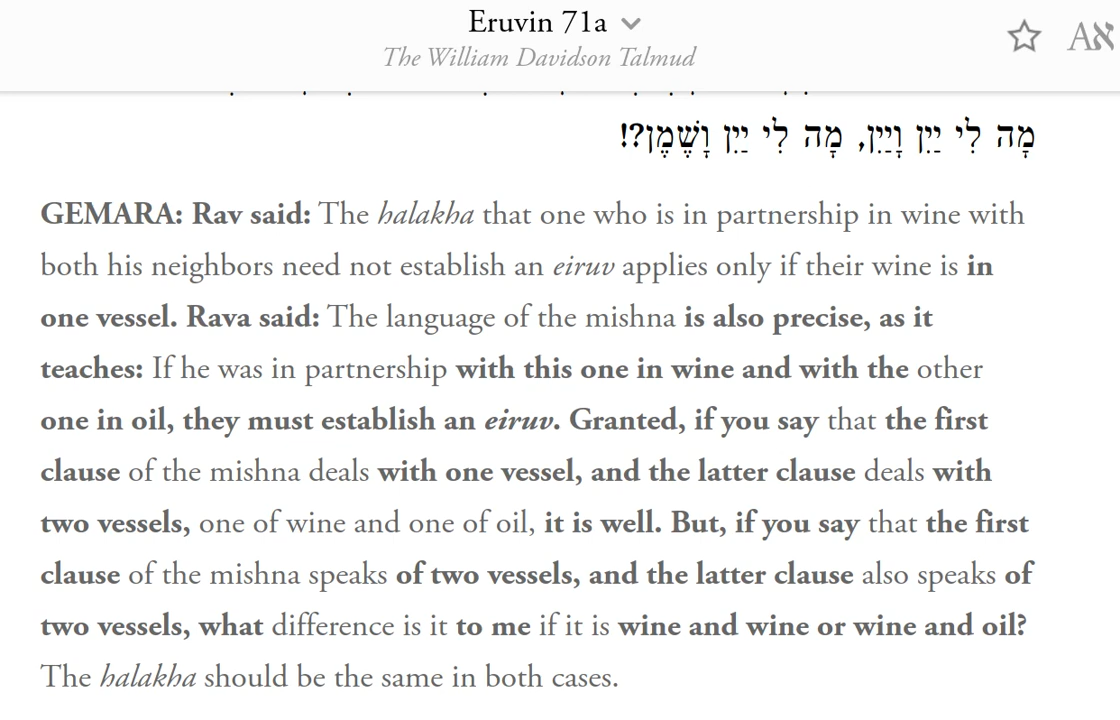 Eruvin 71a
The William Davidson Talmud
Aא
מָה לִי יַיִן וָיַיִן, מָה לִי יַיִן וָשֶׁמֶן?!
GEMARA: Rav said: The halakha that one who is in partnership in wine with
both his neighbors need not establish an eiruv applies only if their wine is in
one vessel. Rava said: The language of the mishna is also precise, as it
teaches: If he was in partnership with this one in wine and with the other
one in oil, they must establish an eiruv. Granted, if you say that the first
clause of the mishna deals with one vessel, and the latter clause deals with
two vessels, one of wine and one of oil, it is well. But, if you say that the first
clause of the mishna speaks of two vessels, and the latter clause also speaks of
two vessels, what difference is it to me if it is wine and wine or wine and oil?
The halakha should be the same in both cases.